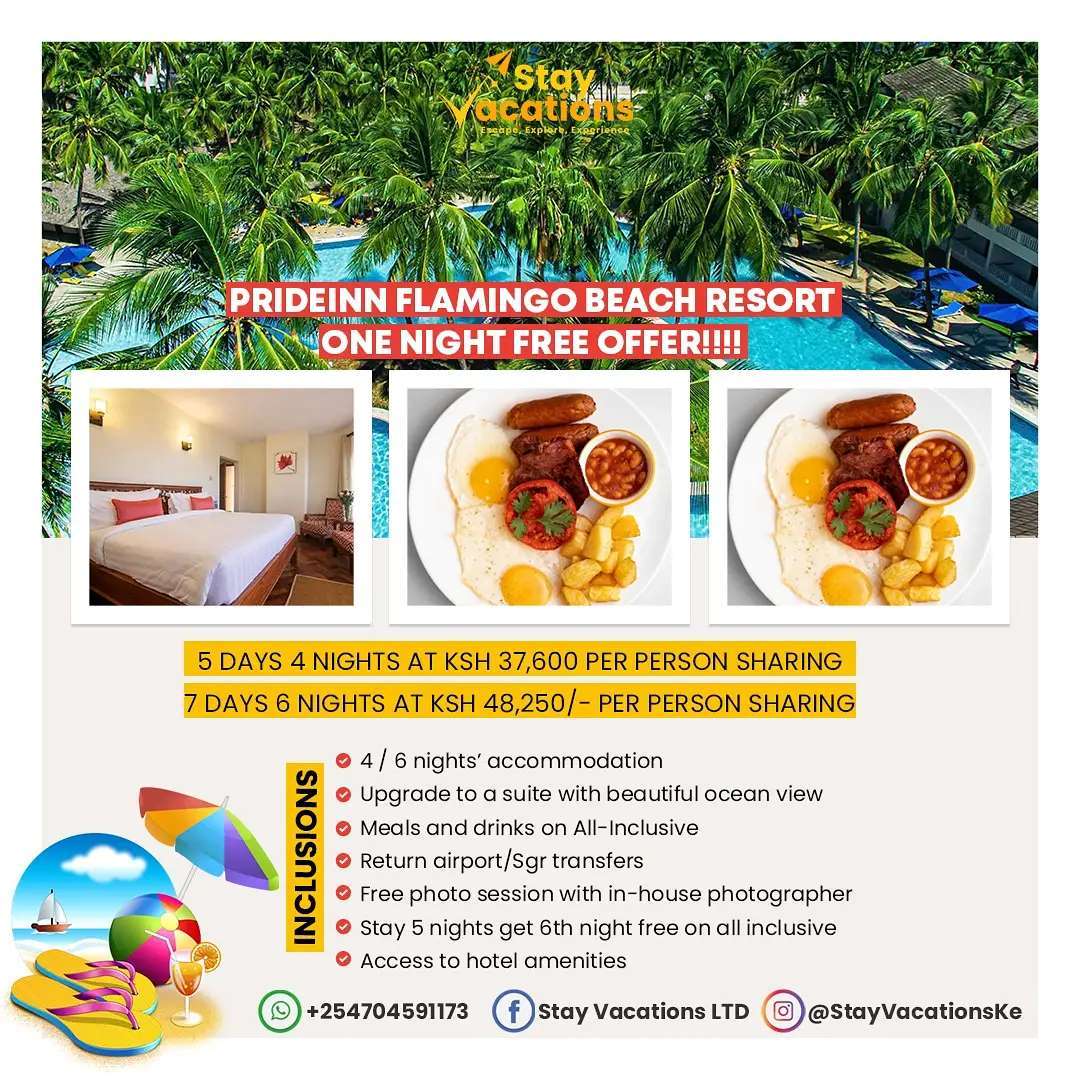 Stay
Vacations
Escape, Explore, Experience
PRIDEINN FLAMINGO BEACH RESORT
ONE NIGHT FREE OFFER!!!!
5 DAYS 4 NIGHTS AT KSH 37,600 PER PERSON SHARING
7 DAYS 6 NIGHTS AT KSH 48,250/- PER PERSON SHARING
INCLUSIONS
4 / 6 nights' accommodation
Upgrade to a suite with beautiful ocean view
Meals and drinks on All-Inclusive
Return airport/Sgr transfers
Free photo session with in-house photographer
Stay 5 nights get 6th night free on all inclusive
Access to hotel amenities
+254704591173 Stay Vacations LTD @StayVacationsKe